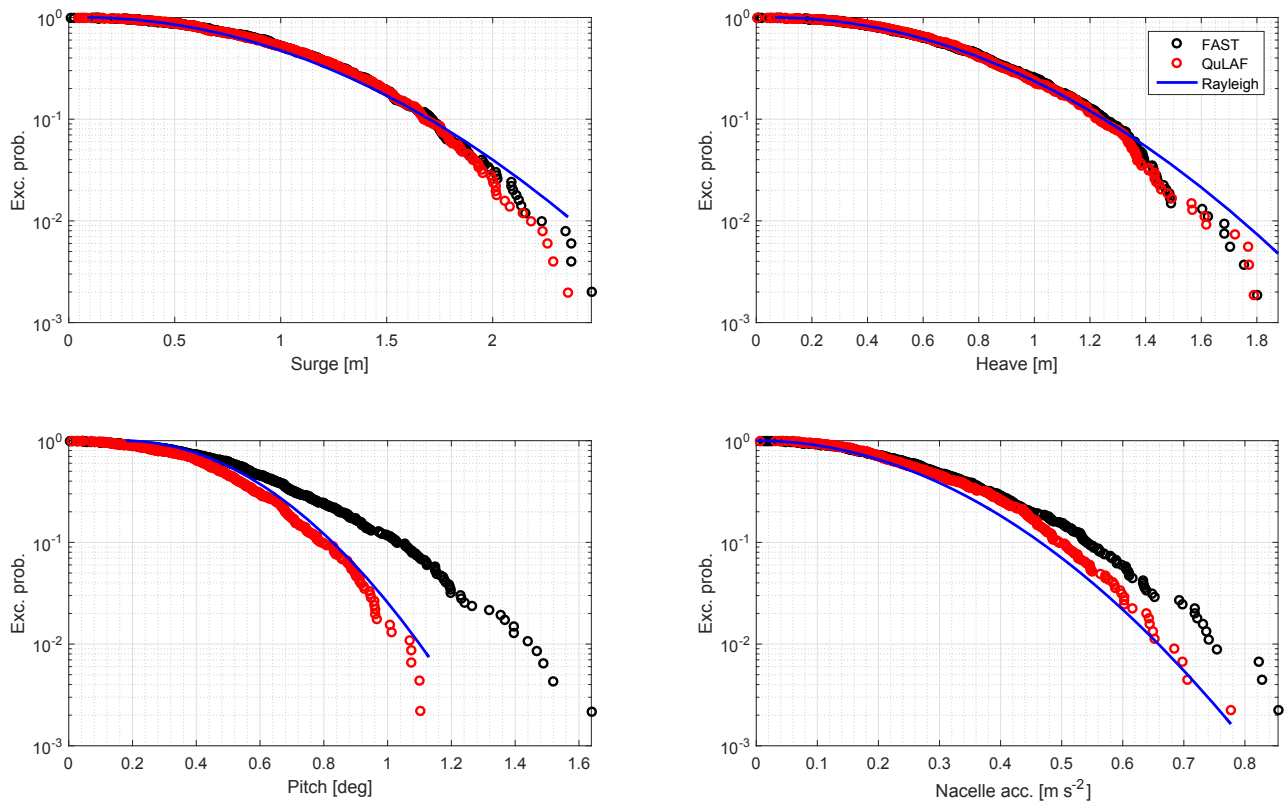 10^0
10^-1
10^-2
10^-3
Exc. prob.
0 0.5 1 1.5 2
Surge [m]
10^0
10^-1
10^-2
10^-3
Exc. prob.
FAST
QuLAF
Rayleigh
0 0.2 0.4 0.6 0.8 1 1.2 1.4 1.6 1.8
Heave [m]
10^0
10^-1
10^-2
10^-3
Exc. prob.
0 0.2 0.4 0.6 0.8 1 1.2 1.4 1.6
Pitch [deg]
10^0
10^-1
10^-2
10^-3
Exc. prob.
0 0.1 0.2 0.3 0.4 0.5 0.6 0.7 0.8
Nacelle acc. [m s^-2]